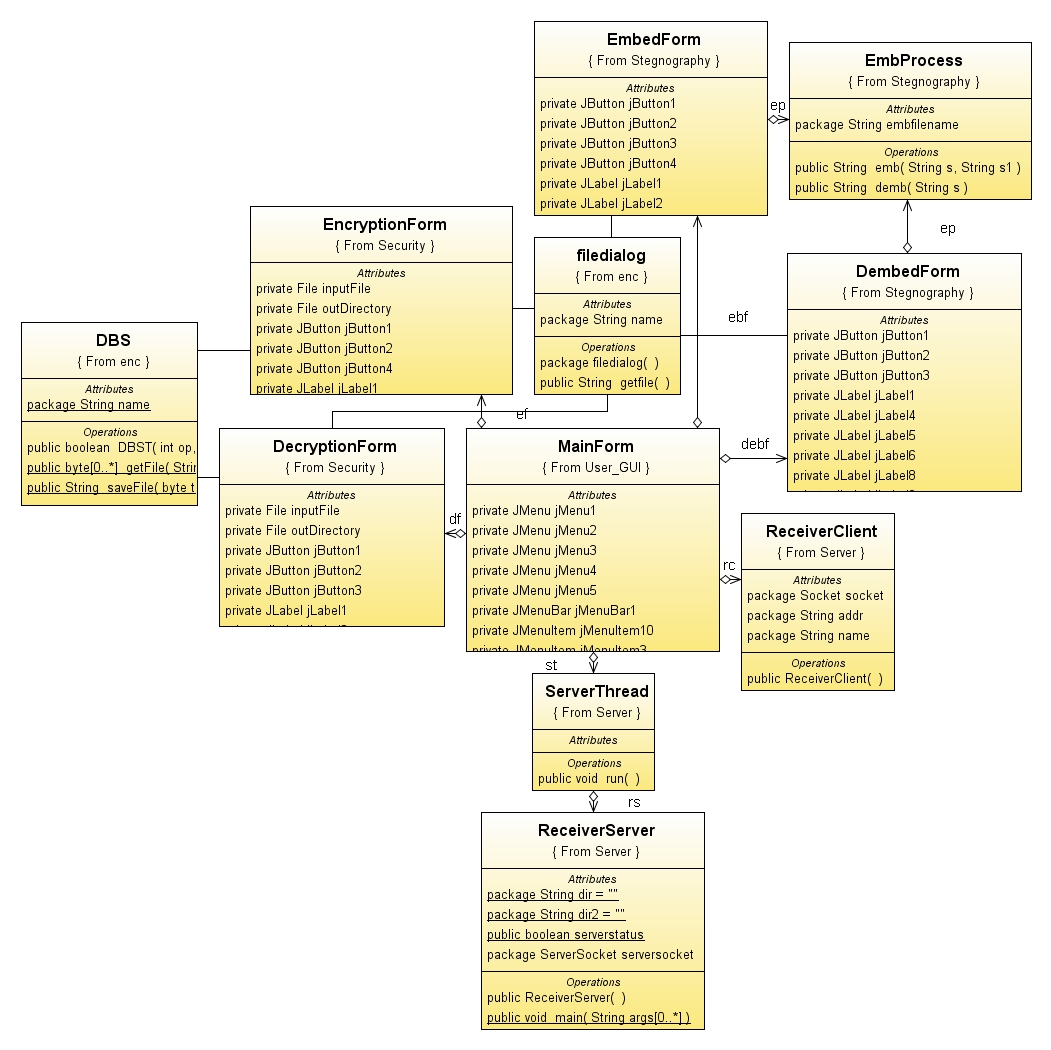 EmbedForm
{ From Stegnography }
Attributes
private JButton jButton1
private JButton jButton2
private JButton jButton3
private JButton jButton4
private JLabel jLabel1
private JLabel jLabel2
ep
EmbProcess
{ From Stegnography }
Attributes
package String embfilename
Operations
public String emb( String s, String s1 )
public String demb( String s )
ep
EncryptionForm
{ From Security }
Attributes
private File inputFile
private File outDirectory
private JButton jButton1
private JButton jButton2
private JButton jButton4
private JLabel jLabel1
filedialog
{ From enc }
Attributes
package String name
Operations
package filedialog( )
public String getfile( )
ebf
DembedForm
{ From Stegnography }
Attributes
private JButton jButton1
private JButton jButton2
private JButton jButton3
private JLabel jLabel1
private JLabel jLabel4
private JLabel jLabel5
private JLabel jLabel6
private JLabel jLabel8
DBS
{ From enc }
Attributes
package String name
Operations
public boolean DBST( int op,
public byte[0..*] getFile( Strin
public String saveFile( byte t
ef
DecryptionForm
{ From Security }
Attributes
private File inputFile
private File outDirectory
private JButton jButton1
private JButton jButton2
private JButton jButton3
private JLabel jLabel1
df
MainForm
{ From User_GUI }
Attributes
private JMenu jMenu1
private JMenu jMenu2
private JMenu jMenu3
private JMenu jMenu4
private JMenu jMenu5
private JMenuBar jMenuBar1
private JMenuItem jMenuItem10
private JMenuItem jMenuItem3
debf
rc
ReceiverClient
{ From Server }
Attributes
package Socket socket
package String addr
package String name
Operations
public ReceiverClient( )
st
ServerThread
{ From Server }
Attributes
Operations
public void run( )
rs
ReceiverServer
{ From Server }
Attributes
package String dir = ""
package String dir2 = ""
public boolean serverstatus
package ServerSocket serversocket
Operations
public ReceiverServer( )
public void main( String args[0..*] )